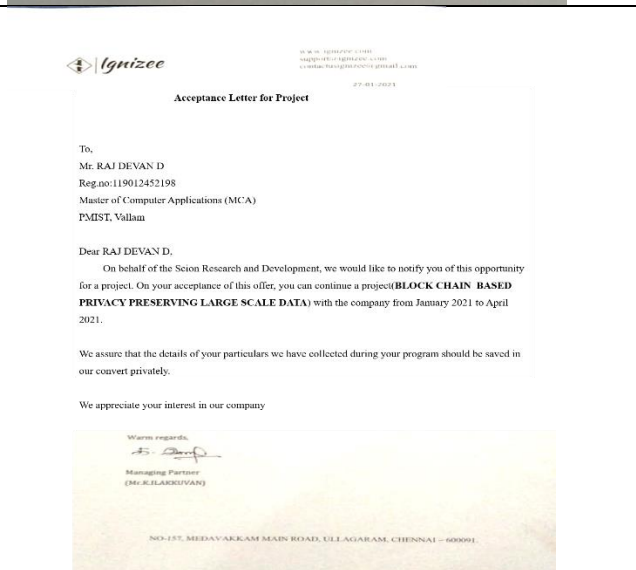 Ignizee
www.ignizee.com
support@ignizee.com
27-01-2021
Acceptance Letter for Project
To,
Mr. RAJ DEVAN D
Reg.no:119012452198
Master of Computer Applications (MCA)
PMIST, Vallam
Dear RAJ DEVAN D,
On behalf of the Scion Research and Development, we would like to notify you of this opportunity
for a project. On your acceptance of this offer, you can continue a project(BLOCK CHAIN BASED
PRIVACY PRESERVING LARGE SCALE DATA) with the company from January 2021 to April
2021.
We assure that the details of your particulars we have collected during your program should be saved in
our convert privately.
We appreciate your interest in our company
Warm regards,
Managing Partner
(Mr.K.ILAKKUVAN)
NO-157, MEDAVAKKAM MAIN ROAD, ULLAGARAM, CHENNAI – 600091.